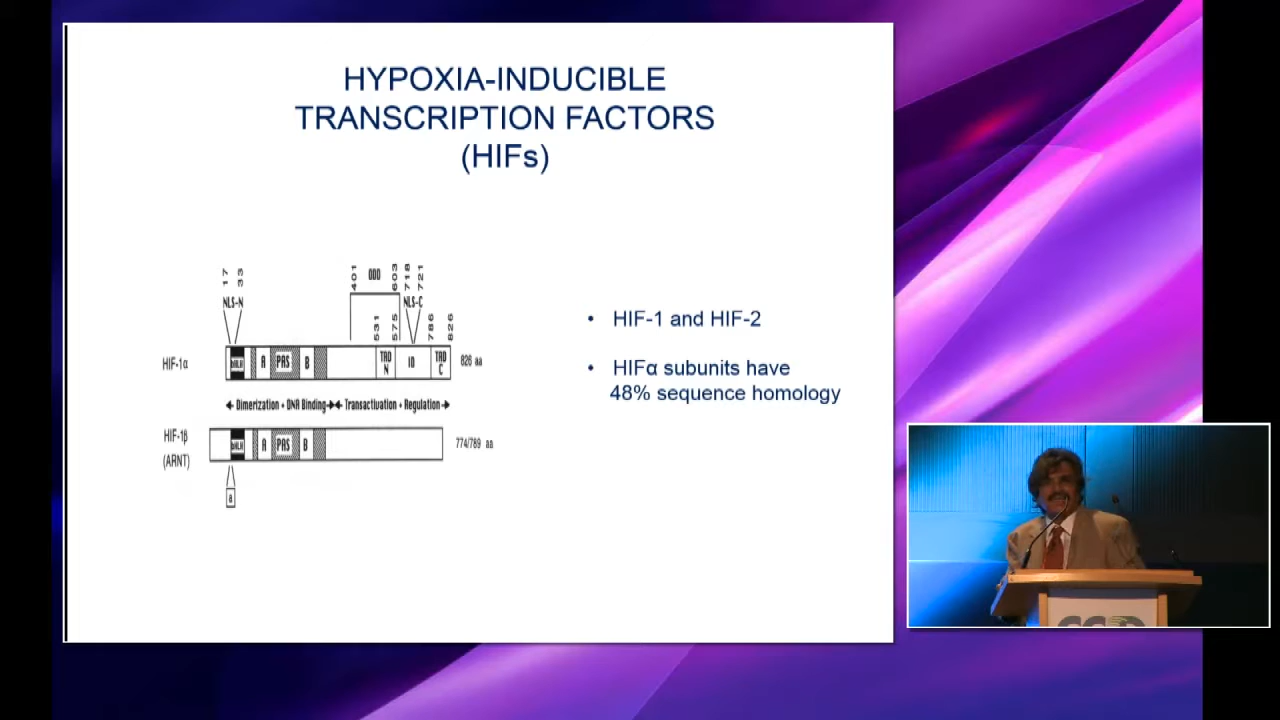 HYPOXIA-INDUCIBLE
TRANSCRIPTION FACTORS
(HIFs)
17 33 401 ODD 603 718 721
NLS-N NLS-C
531 575 786 826
HIF-1α bHLH A PAS B TAD N ID TAD C 826 aa
Dimerization + DNA Binding Transactivation + Regulation
HIF-1β bHLH A PAS B 774/789 aa
(ARNT)
a
• HIF-1 and HIF-2
• HIFα subunits have
48% sequence homology